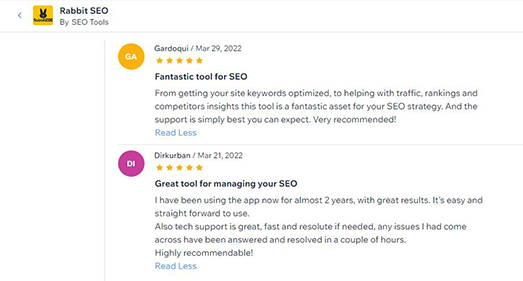 Rabbit SEO
By SEO Tools
GA
Gardoqui / Mar 29, 2022
Fantastic tool for SEO
From getting your site keywords optimized, to helping with traffic, rankings and
competitors insights this tool is a fantastic asset for your SEO strategy. And the
support is simply best you can expect. Very recommended!
Read Less
DI
Dirkurban / Mar 21, 2022
Great tool for managing your SEO
I have been using the app now for almost 2 years, with great results. It's easy and
straight forward to use.
Also tech support is great, fast and resolute if needed, any issues I had come
across have been answered and resolved in a couple of hours.
Highly recommendable!
Read Less